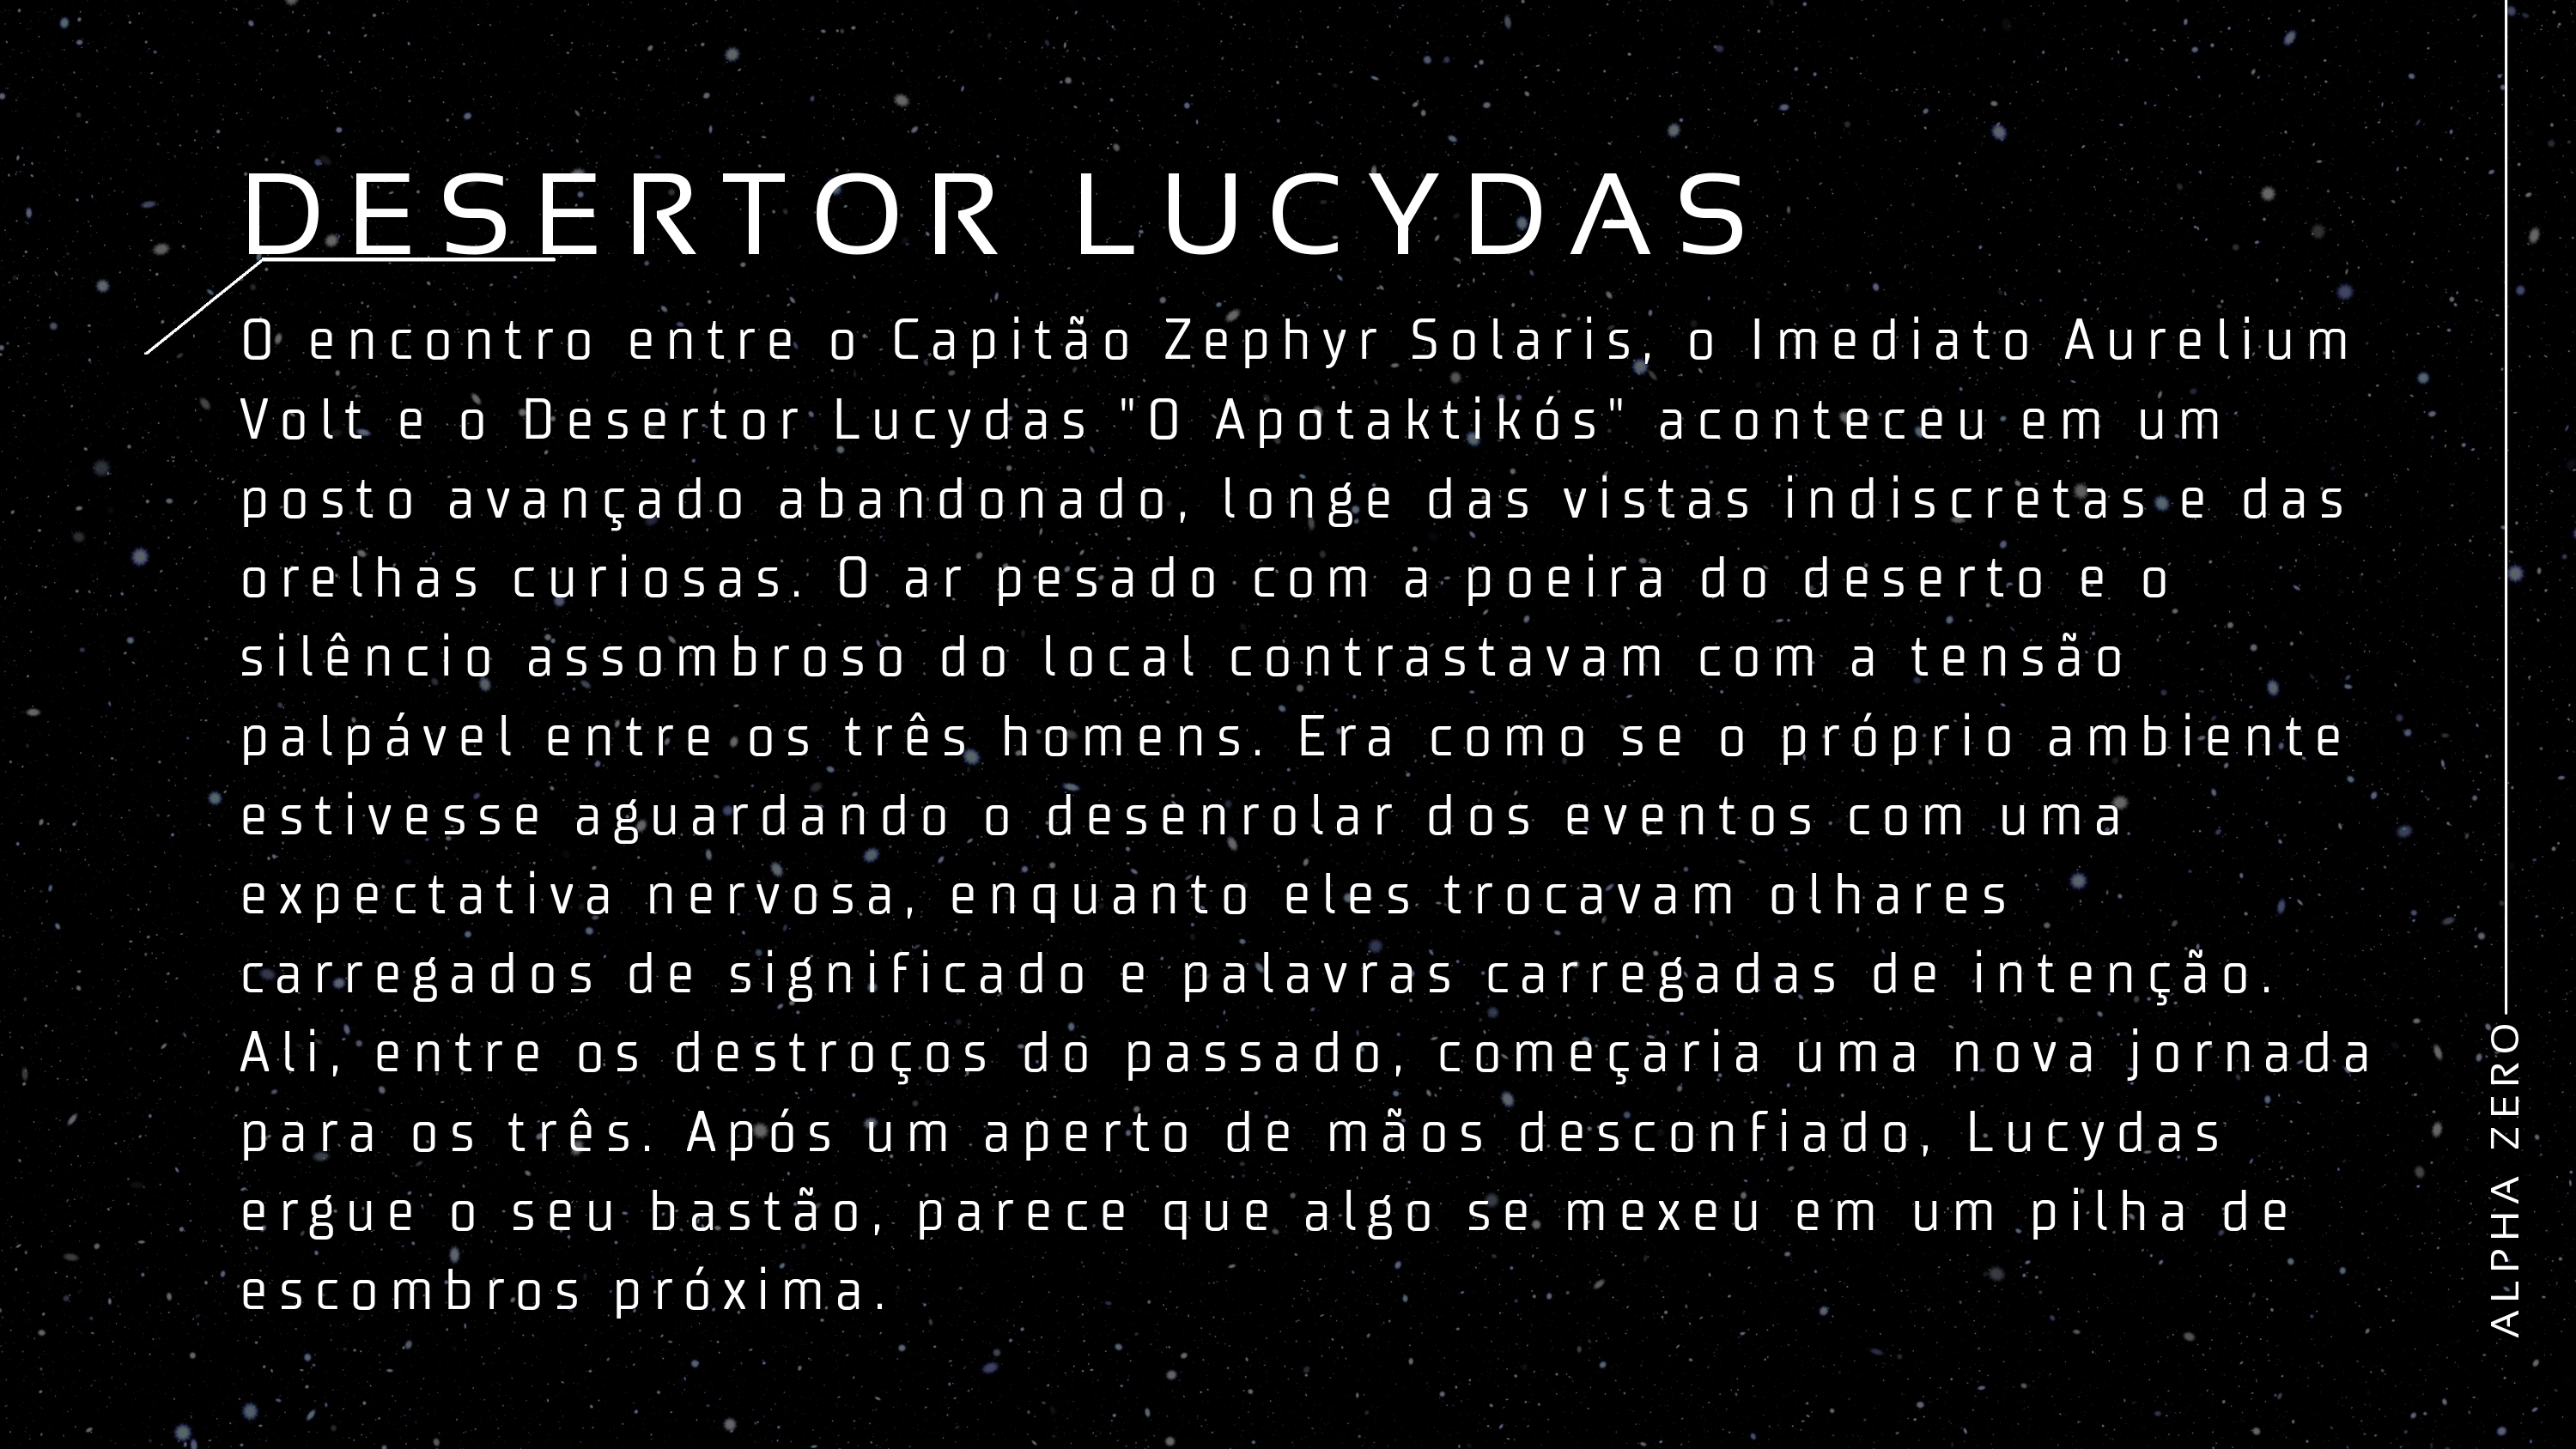 DESERTOR LUCYDAS
O encontro entre o Capitão Zephyr Solaris, o Imediato Aurelium
Volt e o Desertor Lucydas "O Apotaktikós" aconteceu em um
posto avançado abandonado, longe das vistas indiscretas e das
orelhas curiosas. O ar pesado com a poeira do deserto e o
silêncio assombroso do local contrastavam com a tensão
palpável entre os três homens. Era como se o próprio ambiente
estivesse aguardando o desenrolar dos eventos com uma
expectativa nervosa, enquanto eles trocavam olhares
carregados de significado e palavras carregadas de intenção.
Ali, entre os destroços do passado, começaria uma nova jornada
para os três. Após um aperto de mãos desconfiado, Lucydas
ergue o seu bastão, parece que algo se mexeu em um pilha de
escombros próxima.
ALPHA ZERO